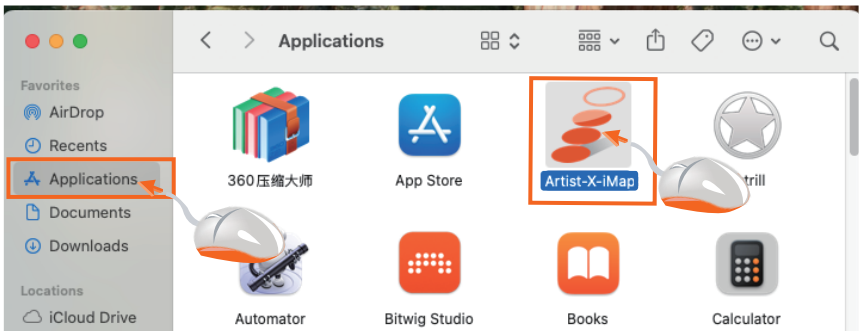 Applications
Favorites
AirDrop
Recents
Applications
Documents
Downloads
Locations
iCloud Drive
360压缩大师
App Store
Artist-X-iMap
trill
Automator
Bitwig Studio
Books
Calculator